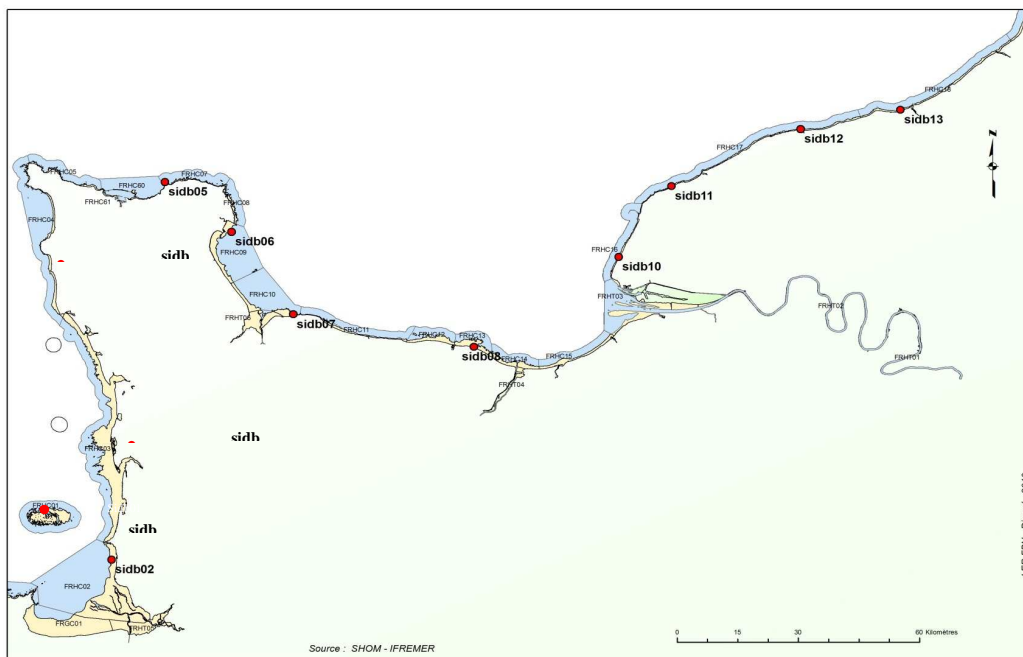 FRHC18
sidb13
sidb12
FRHC17
N
FRHC05
FRHC60
FRHC07
sidb05
FRHC61
FRHC08
sidb11
FRHC04
sidb06
sidb
FRHC09
FRHC16
sidb10
FRHC10
FRHT03
FRHT02
FRHT06
sidb07
FRHC11
FRHC13
sidb08
FRHC14
FRHC15
FRHT01
FRHT04
sidb
FRHT03
FRHC01
sidb
sidb02
FRHC02
FRGC01
FRHT05
0 15 30 60 Kilomètres
Source : SHOM - IFREMER